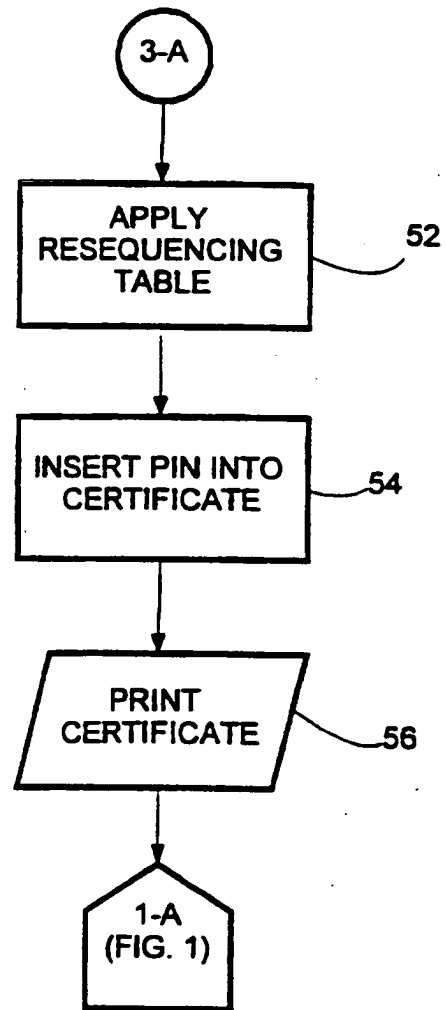 3-A
APPLY
RESEQUENCING
TABLE
52
INSERT PIN INTO
CERTIFICATE
54
PRINT
CERTIFICATE
56
1-A
(FIG. 1)